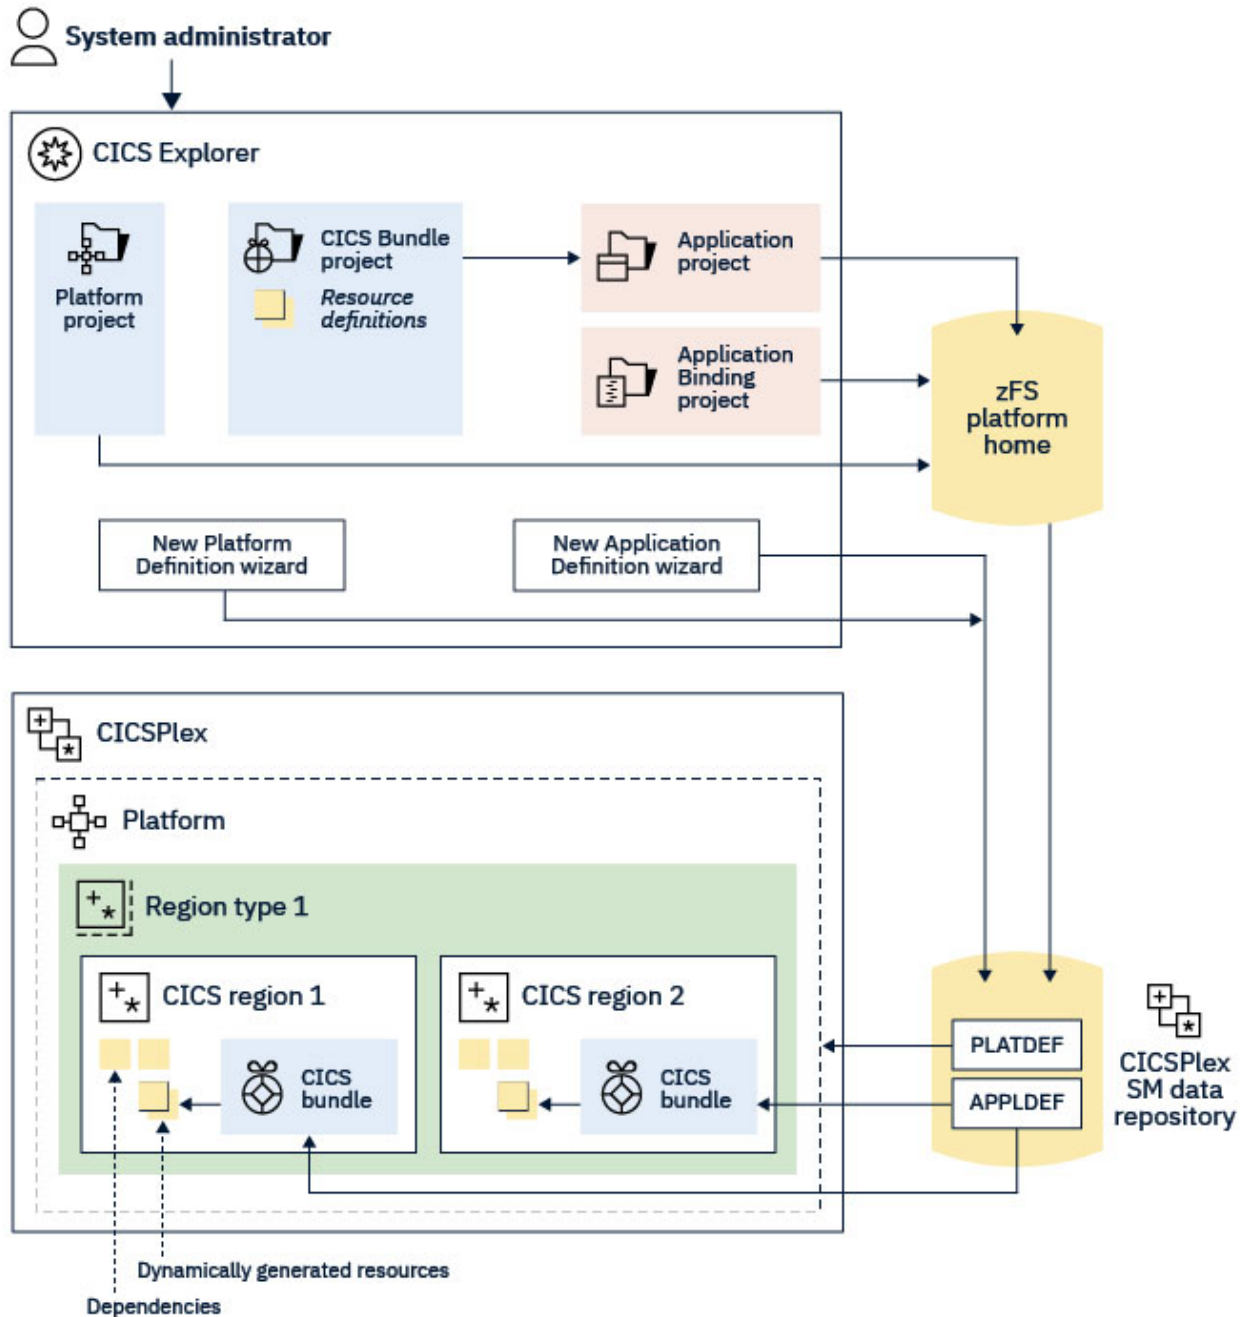 System administrator
CICS Explorer
Platform
project
CICS Bundle
project
Resource
definitions
Application
project
Application
Binding
project
zFS
platform
home
New Platform
Definition wizard
New Application
Definition wizard
CICSPlex
Platform
Region type 1
CICS region 1
CICS bundle
CICS region 2
CICS
bundle
PLATDEF
APPLDEF
CICSPlex
SM data
repository
Dynamically generated resources
Dependencies